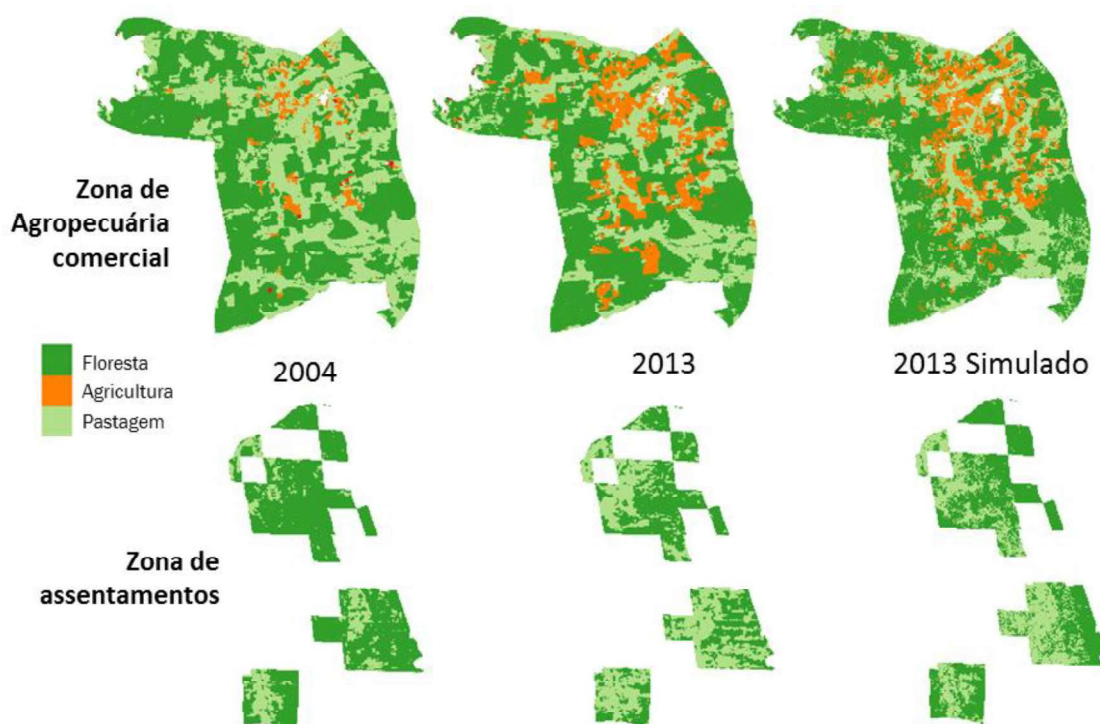 Zona de
Agropecuária
comercial
Floresta
Agricultura
Pastagem
2004
2013
2013 Simulado
Zona de
assentamentos